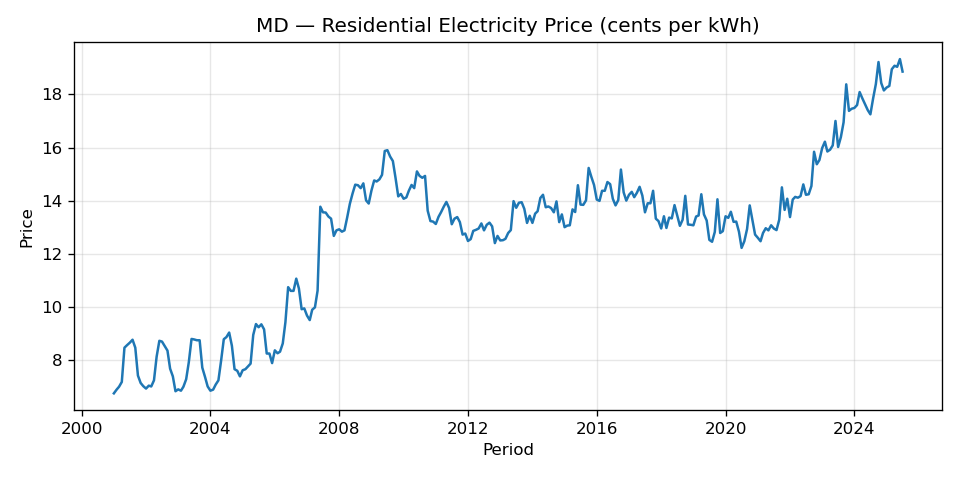 MD — Residential Electricity Price (cents per kWh)
Price
18
16
14
12
10
8
2000 2004 2008 2012 2016 2020 2024
Period